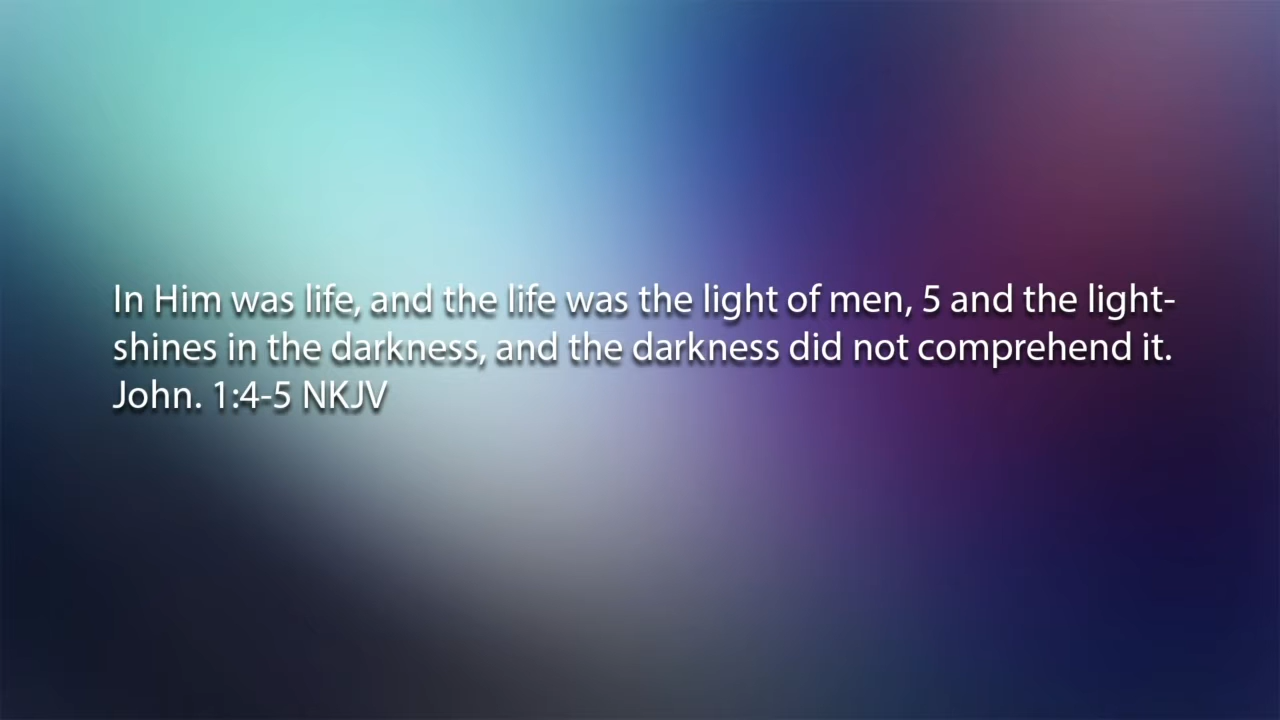 In Him was life, and the life was the light of men, 5 and the light-
shines in the darkness, and the darkness did not comprehend it.
John. 1:4-5 NKJV